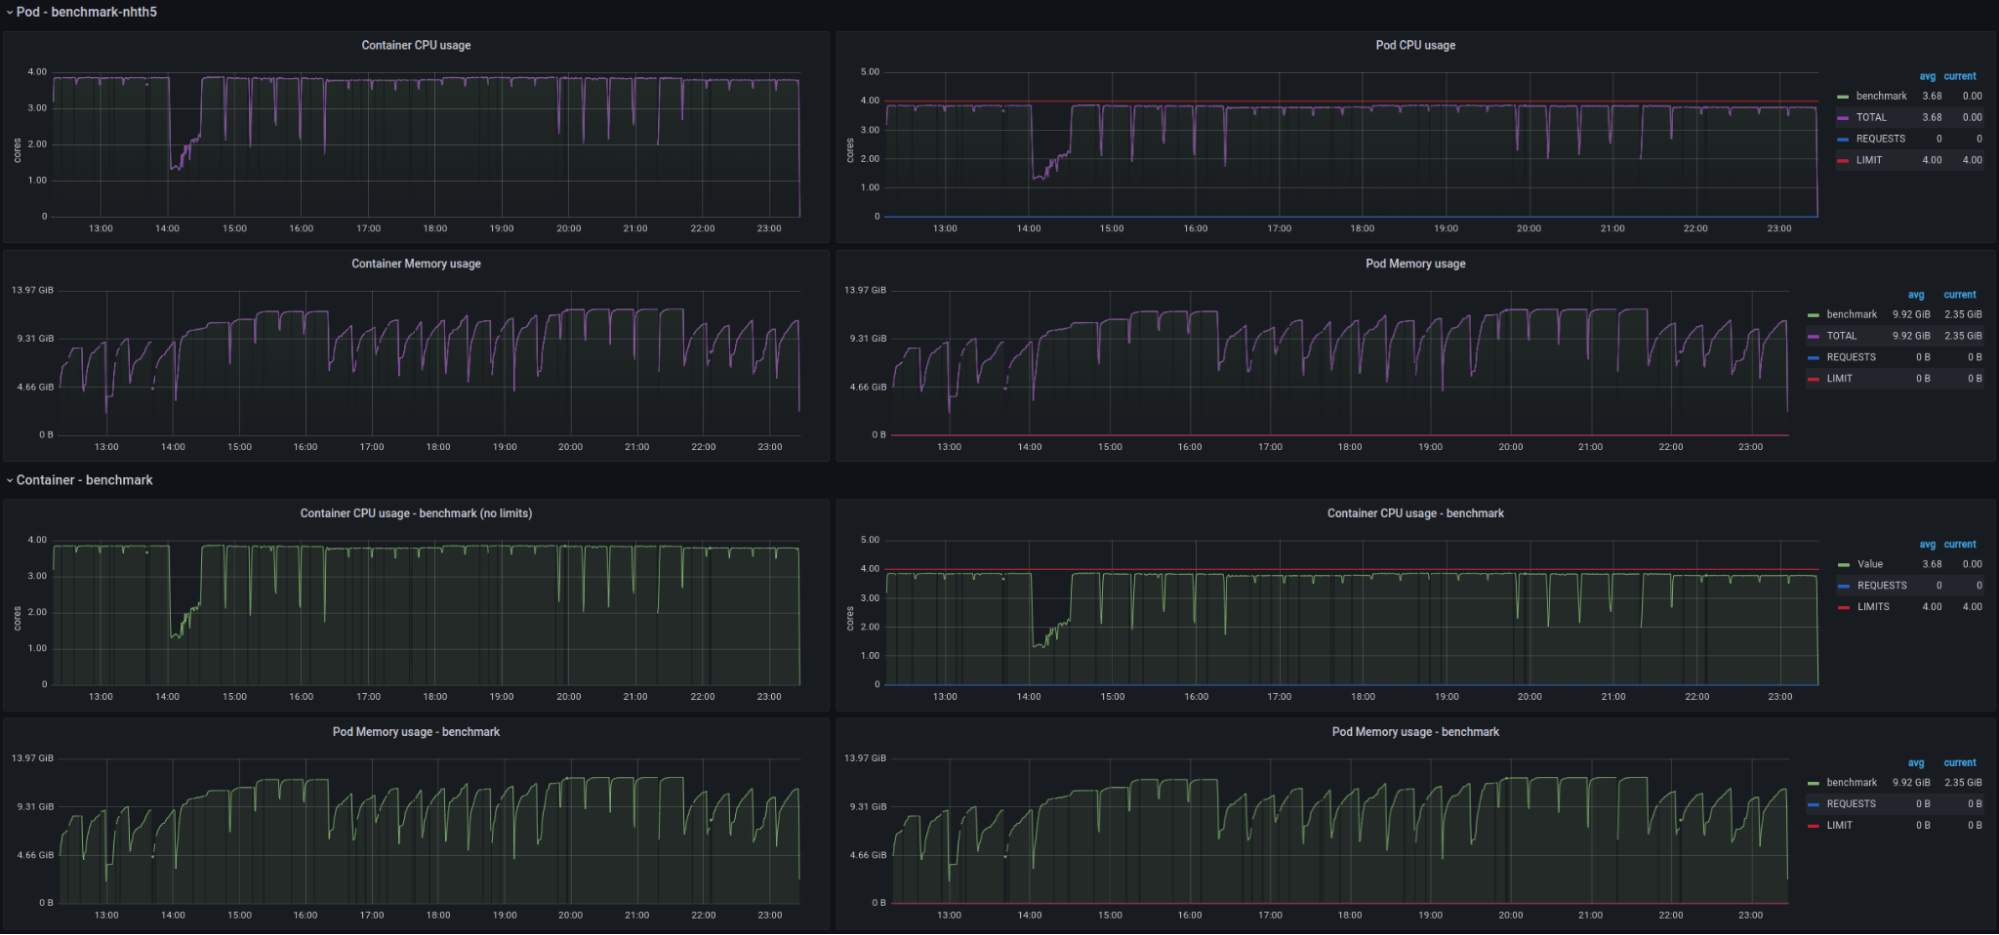 Pod - benchmark-nhth5
Container CPU usage
4.00
3.00
2.00
1.00
0
cores
13:00 14:00 15:00 16:00 17:00 18:00 19:00 20:00 21:00 22:00 23:00
Pod CPU usage
5.00
4.00
3.00
2.00
1.00
0
cores
13:00 14:00 15:00 16:00 17:00 18:00 19:00 20:00 21:00 22:00 23:00
avg current
benchmark 3.68 0.00
TOTAL 3.68 0.00
REQUESTS 0 0
LIMIT 4.00 4.00
Container Memory usage
13.97 GiB
9.31 GiB
4.66 GiB
0 B
13:00 14:00 15:00 16:00 17:00 18:00 19:00 20:00 21:00 22:00 23:00
Pod Memory usage
13.97 GiB
9.31 GiB
4.66 GiB
0 B
13:00 14:00 15:00 16:00 17:00 18:00 19:00 20:00 21:00 22:00 23:00
avg current
benchmark 9.92 GiB 2.35 GiB
TOTAL 9.92 GiB 2.35 GiB
REQUESTS 0 B 0 B
LIMIT 0 B 0 B
Container - benchmark
Container CPU usage - benchmark (no limits)
4.00
3.00
2.00
1.00
0
cores
13:00 14:00 15:00 16:00 17:00 18:00 19:00 20:00 21:00 22:00 23:00
Container CPU usage - benchmark
5.00
4.00
3.00
2.00
1.00
0
cores
13:00 14:00 15:00 16:00 17:00 18:00 19:00 20:00 21:00 22:00 23:00
avg current
Value 3.68 0.00
REQUESTS 0 0
LIMITS 4.00 4.00
Pod Memory usage - benchmark
13.97 GiB
9.31 GiB
4.66 GiB
0 B
13:00 14:00 15:00 16:00 17:00 18:00 19:00 20:00 21:00 22:00 23:00
Pod Memory usage - benchmark
13.97 GiB
9.31 GiB
4.66 GiB
0 B
13:00 14:00 15:00 16:00 17:00 18:00 19:00 20:00 21:00 22:00 23:00
avg current
benchmark 9.92 GiB 2.35 GiB
REQUESTS 0 B 0 B
LIMIT 0 B 0 B